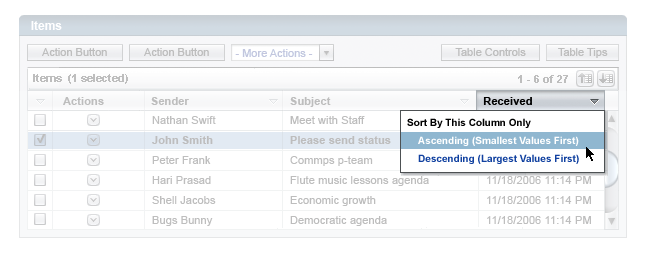 Items
Action Button Action Button - More Actions - Table Controls Table Tips
Items (1 selected) 1 - 6 of 27
Actions Sender Subject Received
Nathan Swift Meet with Staff
John Smith Please send status
Peter Frank Commps p-team
Hari Prasad Flute music lessons agenda 11/18/2006 11:14 PM
Shell Jacobs Economic growth 11/18/2006 11:14 PM
Bugs Bunny Democratic agenda 11/18/2006 11:14 PM
Sort By This Column Only
Ascending (Smallest Values First)
Descending (Largest Values First)